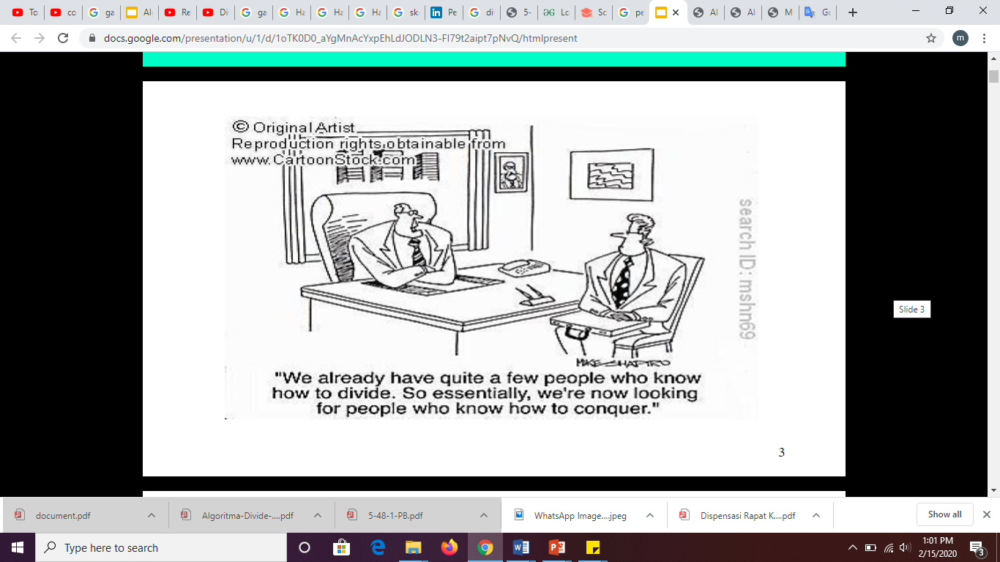 To
co
ga
Al
Re
Di
ga
Ha
Ha
Ha
sk
Pe
di
5-
Lo
So
pe
Al
Al
M
Go
docs.google.com/presentation/u/1/d/1oTK0D0_aYgMnAcYxpEhLdJODLN3-FI79t2aipt7pNvQ/htmlpresent
m
© Original Artist
Reproduction rights obtainable from
www.CartoonStock.com
search ID: mshn69
MIKE SHAPIRO
"We already have quite a few people who know
how to divide. So essentially, we're now looking
for people who know how to conquer."
3
Slide 3
document.pdf
Algoritma-Divide-....pdf
5-48-1-PB.pdf
WhatsApp Image....jpeg
Dispensasi Rapat K....pdf
Show all
Type here to search
1:01 PM
2/15/2020
3